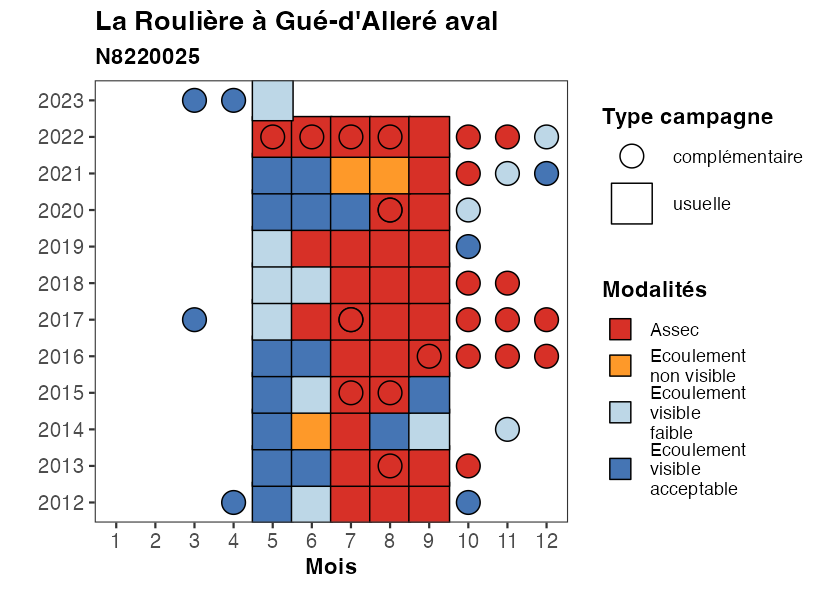 La Roulière à Gué-d'Alleré aval
N8220025
2023
2022
2021
2020
2019
2018
2017
2016
2015
2014
2013
2012
1 2 3 4 5 6 7 8 9 10 11 12
Mois
Type campagne
complémentaire
usuelle
Modalités
Assec
Ecoulement
non visible
Ecoulement
visible
faible
Ecoulement
visible
acceptable